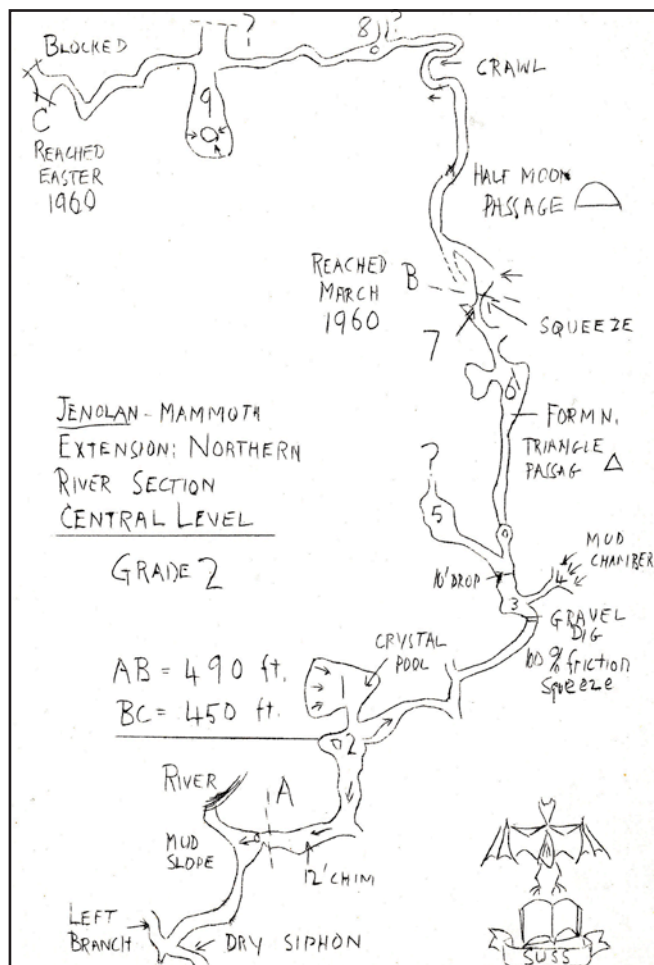 BLOCKED
?
8
?
CRAWL
9
C
REACHED
EASTER
1960
HALF MOON
PASSAGE
REACHED
MARCH
1960
B
SQUEEZE
7
6
JENOLAN - MAMMOTH
EXTENSION: NORTHERN
RIVER SECTION
CENTRAL LEVEL
FORMN.
TRIANGLE
PASSAG
?
5
GRADE 2
MUD
CHAMBER
10' DROP
4
3
GRAVEL
DIG
100% friction
squeeze
CRYSTAL
POOL
AB = 490 ft.
BC = 450 ft.
1
2
RIVER
A
MUD
SLOPE
12' CHIM
LEFT
BRANCH
DRY SIPHON
SUSS